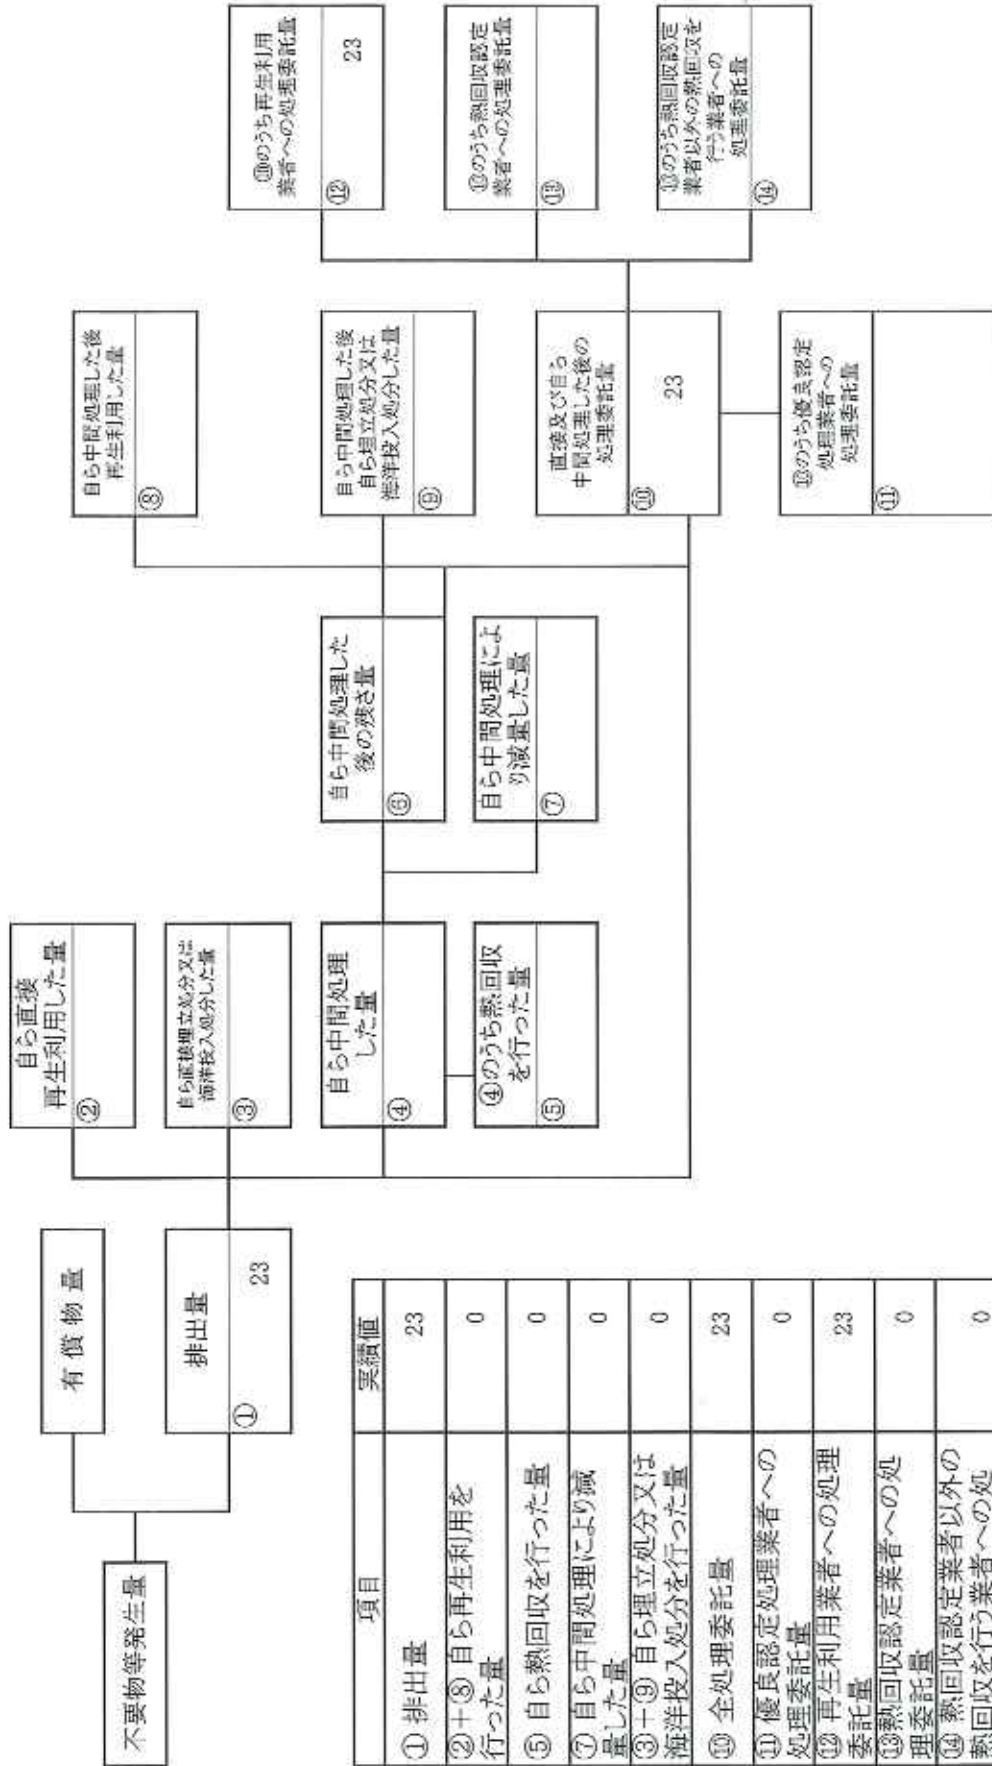 不要物等発生量
有償物量
排出量
①
23
自ら直接
再生利用した量
②
自ら直接埋立処分又は
海洋投入処分した量
③
自ら中間処理
した量
④
④のうち熱回収
を行った量
⑤
自ら中間処理した
後の残さ量
⑥
自ら中間処理によ
り減量した量
⑦
自ら中間処理した後
再生利用した量
⑧
自ら中間処理した後
自ら埋立処分又は
海洋投入処分した量
⑨
直接及び自ら
中間処理した後の
処理委託量
⑩
23
⑩のうち優良認定
処理業者への
処理委託量
⑪
⑩のうち再生利用
業者への処理委託量
⑫
23
のうち熱回収認定
業者への処理委託量
⑬
のうち熱回収認定
業者以外の熱回収を
行う業者への
処理委託量
⑭
項目 実績値
① 排出量 23
②+⑧ 自ら再生利用を
行った量 0
⑤ 自ら熱回収を行った量 0
⑦ 自ら中間処理により減
量した量 0
③+⑨ 自ら埋立処分又は
海洋投入処分を行った量 0
⑩ 全処理委託量 23
⑪ 優良認定処理業者への
処理委託量 0
⑫ 再生利用業者への処理
委託量 23
⑬熱回収認定業者への処
理委託量 0
⑭ 熱回収認定業者以外の
熱回収を行う業者への処 0